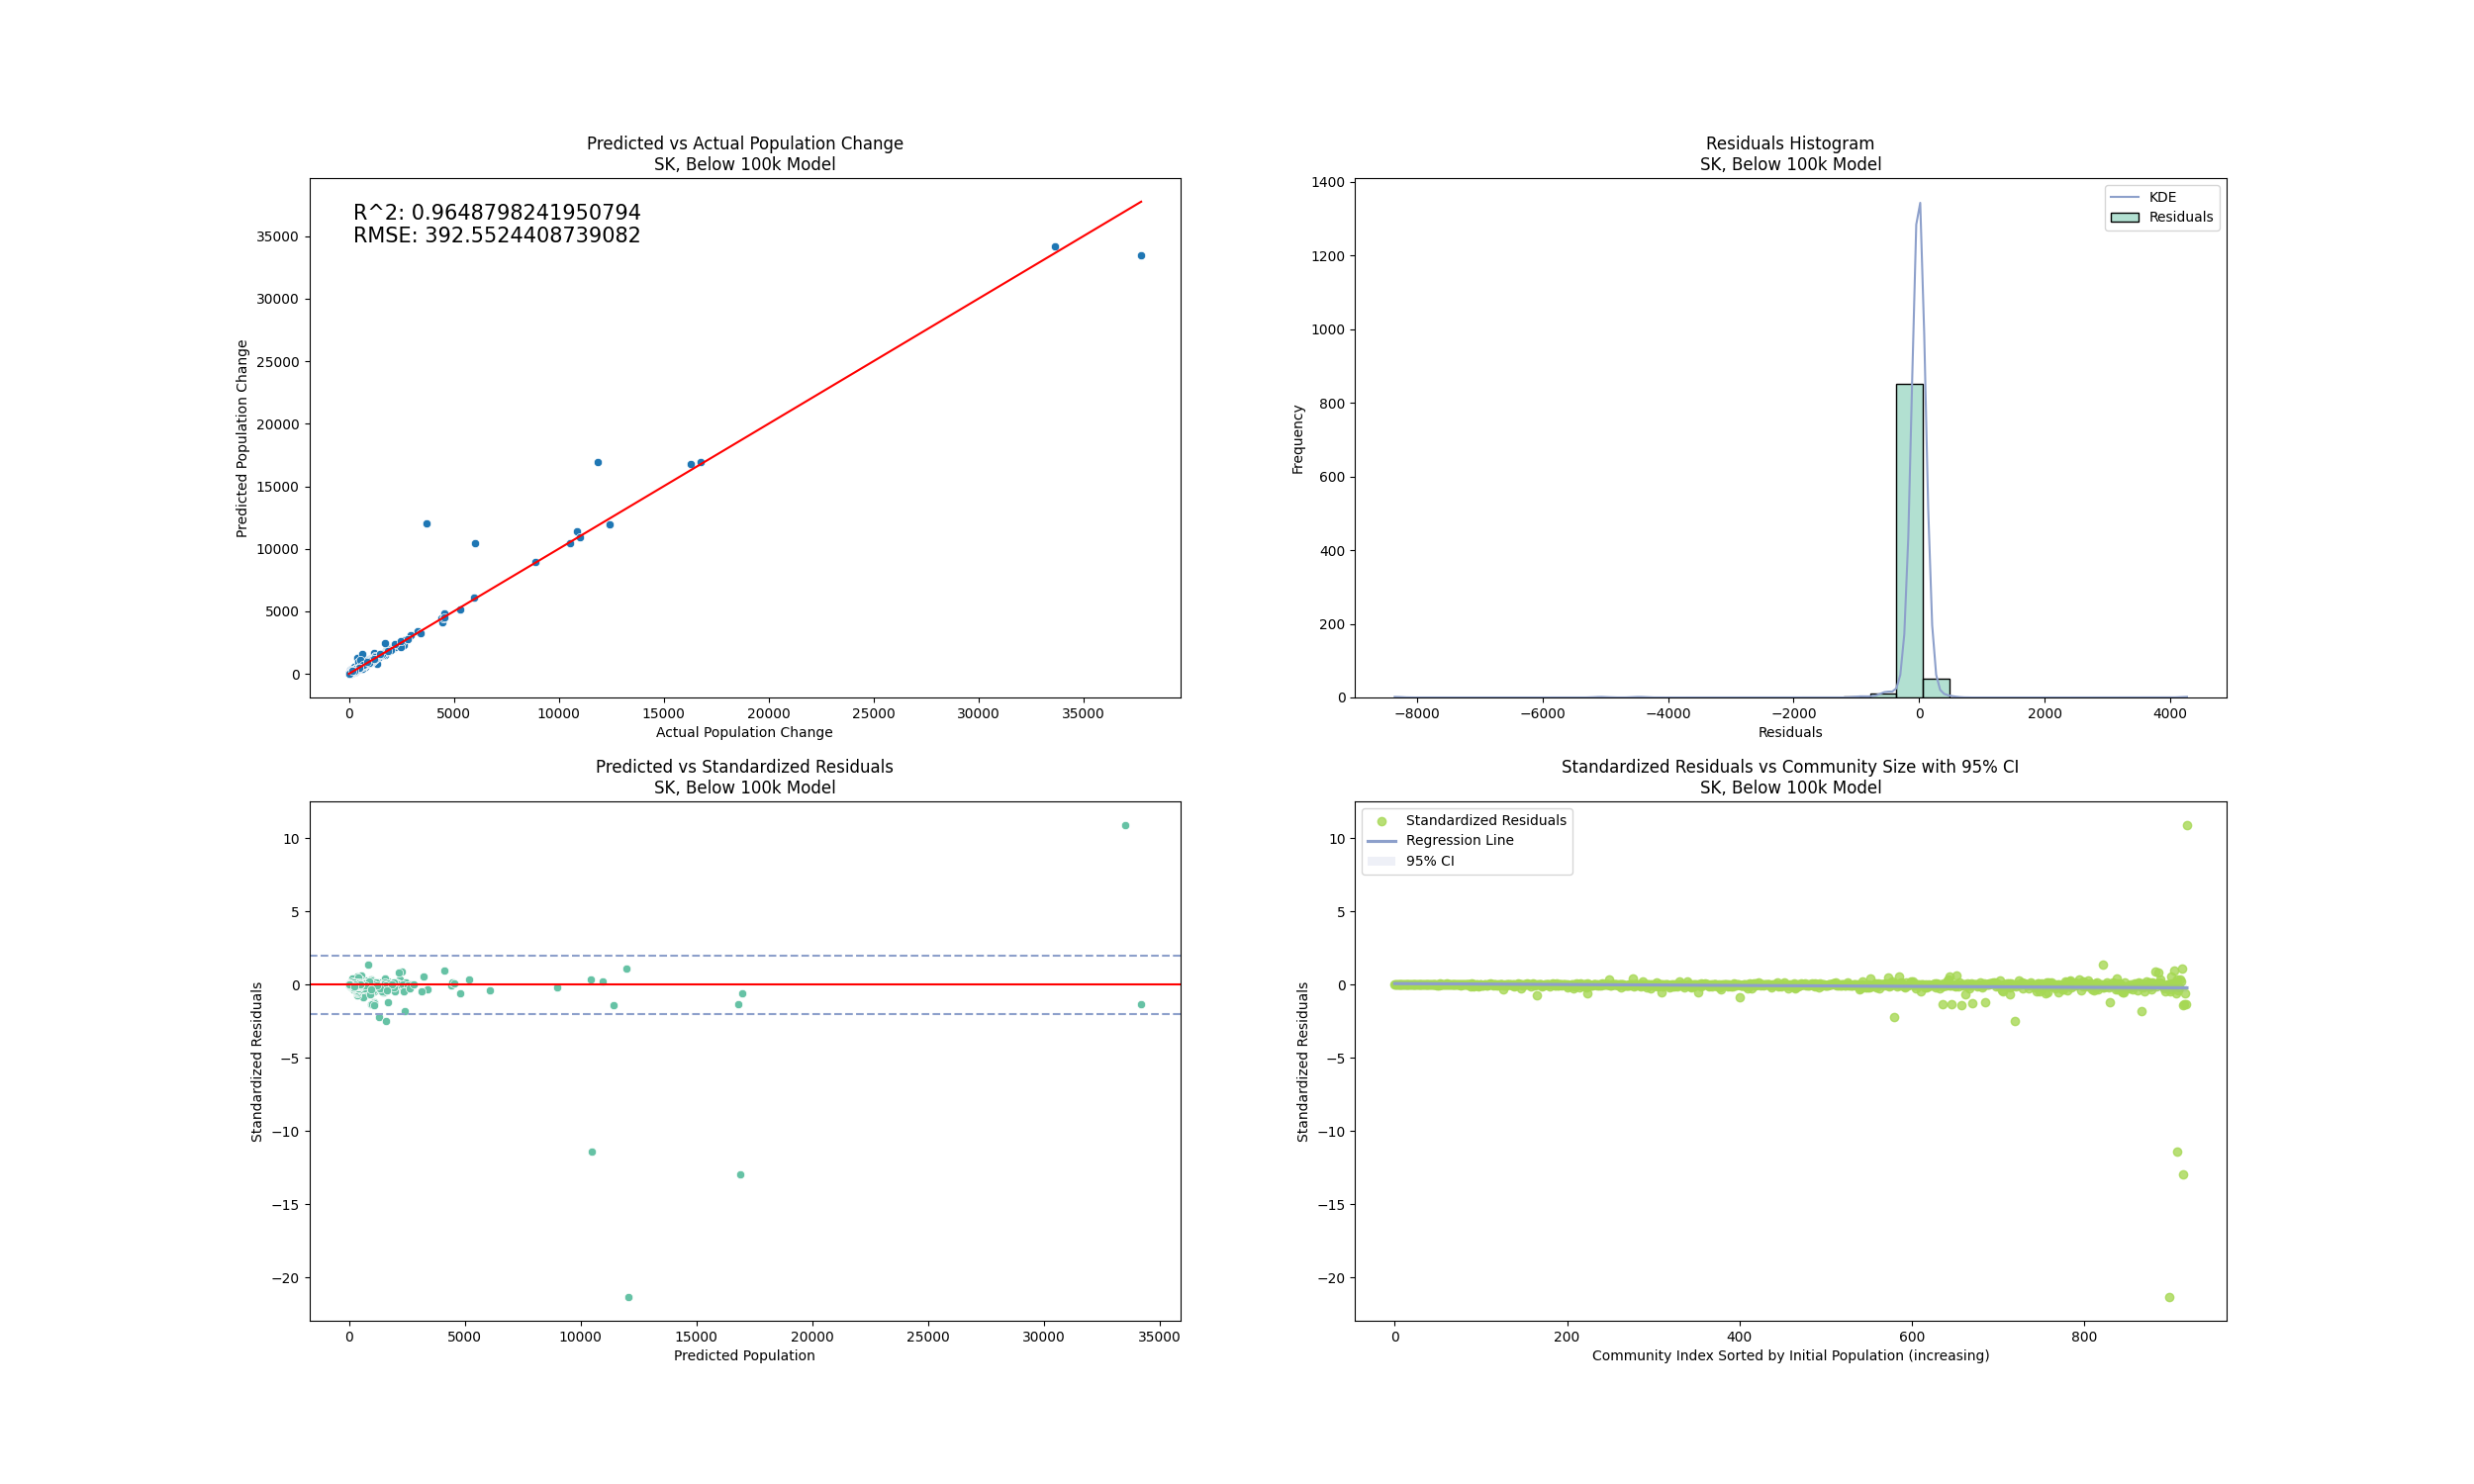 Predicted vs Actual Population Change
SK, Below 100k Model
R^2: 0.9648798241950794
RMSE: 392.5524408739082
35000
30000
25000
20000
15000
10000
5000
0
Predicted Population Change
0 5000 10000 15000 20000 25000 30000 35000
Actual Population Change
Residuals Histogram
SK, Below 100k Model
KDE
Residuals
1400
1200
1000
800
600
400
200
0
Frequency
−8000 −6000 −4000 −2000 0 2000 4000
Residuals
Predicted vs Standardized Residuals
SK, Below 100k Model
10
5
0
−5
−10
−15
−20
Standardized Residuals
0 5000 10000 15000 20000 25000 30000 35000
Predicted Population
Standardized Residuals vs Community Size with 95% CI
SK, Below 100k Model
Standardized Residuals
Regression Line
95% CI
10
5
0
−5
−10
−15
−20
Standardized Residuals
0 200 400 600 800
Community Index Sorted by Initial Population (increasing)